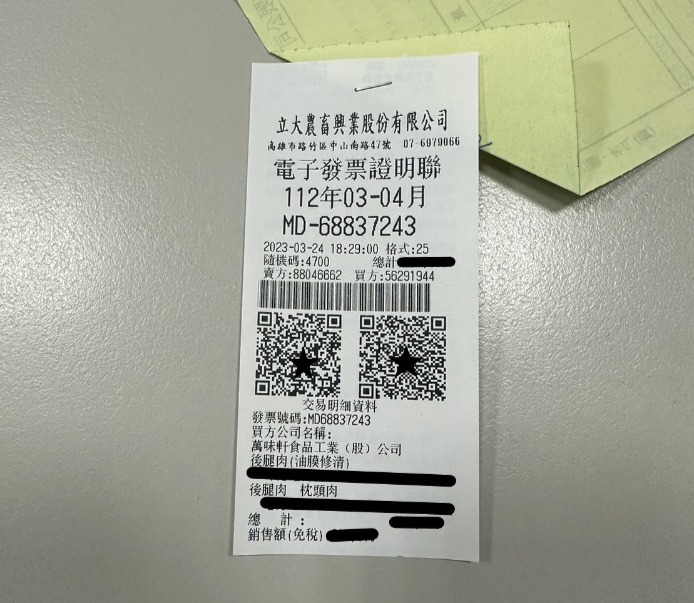 立大農畜興業股份有限公司
高雄市路竹區中山南路47號 07-6979066
電子發票證明聯
112年03-04月
MD-68837243
2023-03-24 18:29:00 格式:25
隨機碼:4700 總計
賣方:88046662 買方:56291944
交易明細資料
發票號碼:MD68837243
買方公司名稱:
萬味軒食品工業（股）公司
後腿肉(油膜修清)
後腿肉 枕頭肉
總 計:
銷售額(免稅)